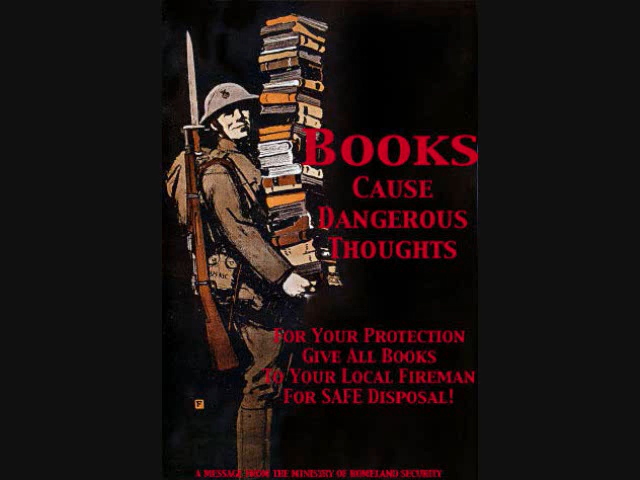 BOOKS
CAUSE
DANGEROUS
THOUGHTS
FOR YOUR PROTECTION
GIVE ALL BOOKS
TO YOUR LOCAL FIREMAN
FOR SAFE DISPOSAL!
A MESSAGE FROM THE MINISTRY OF HOMELAND SECURITY